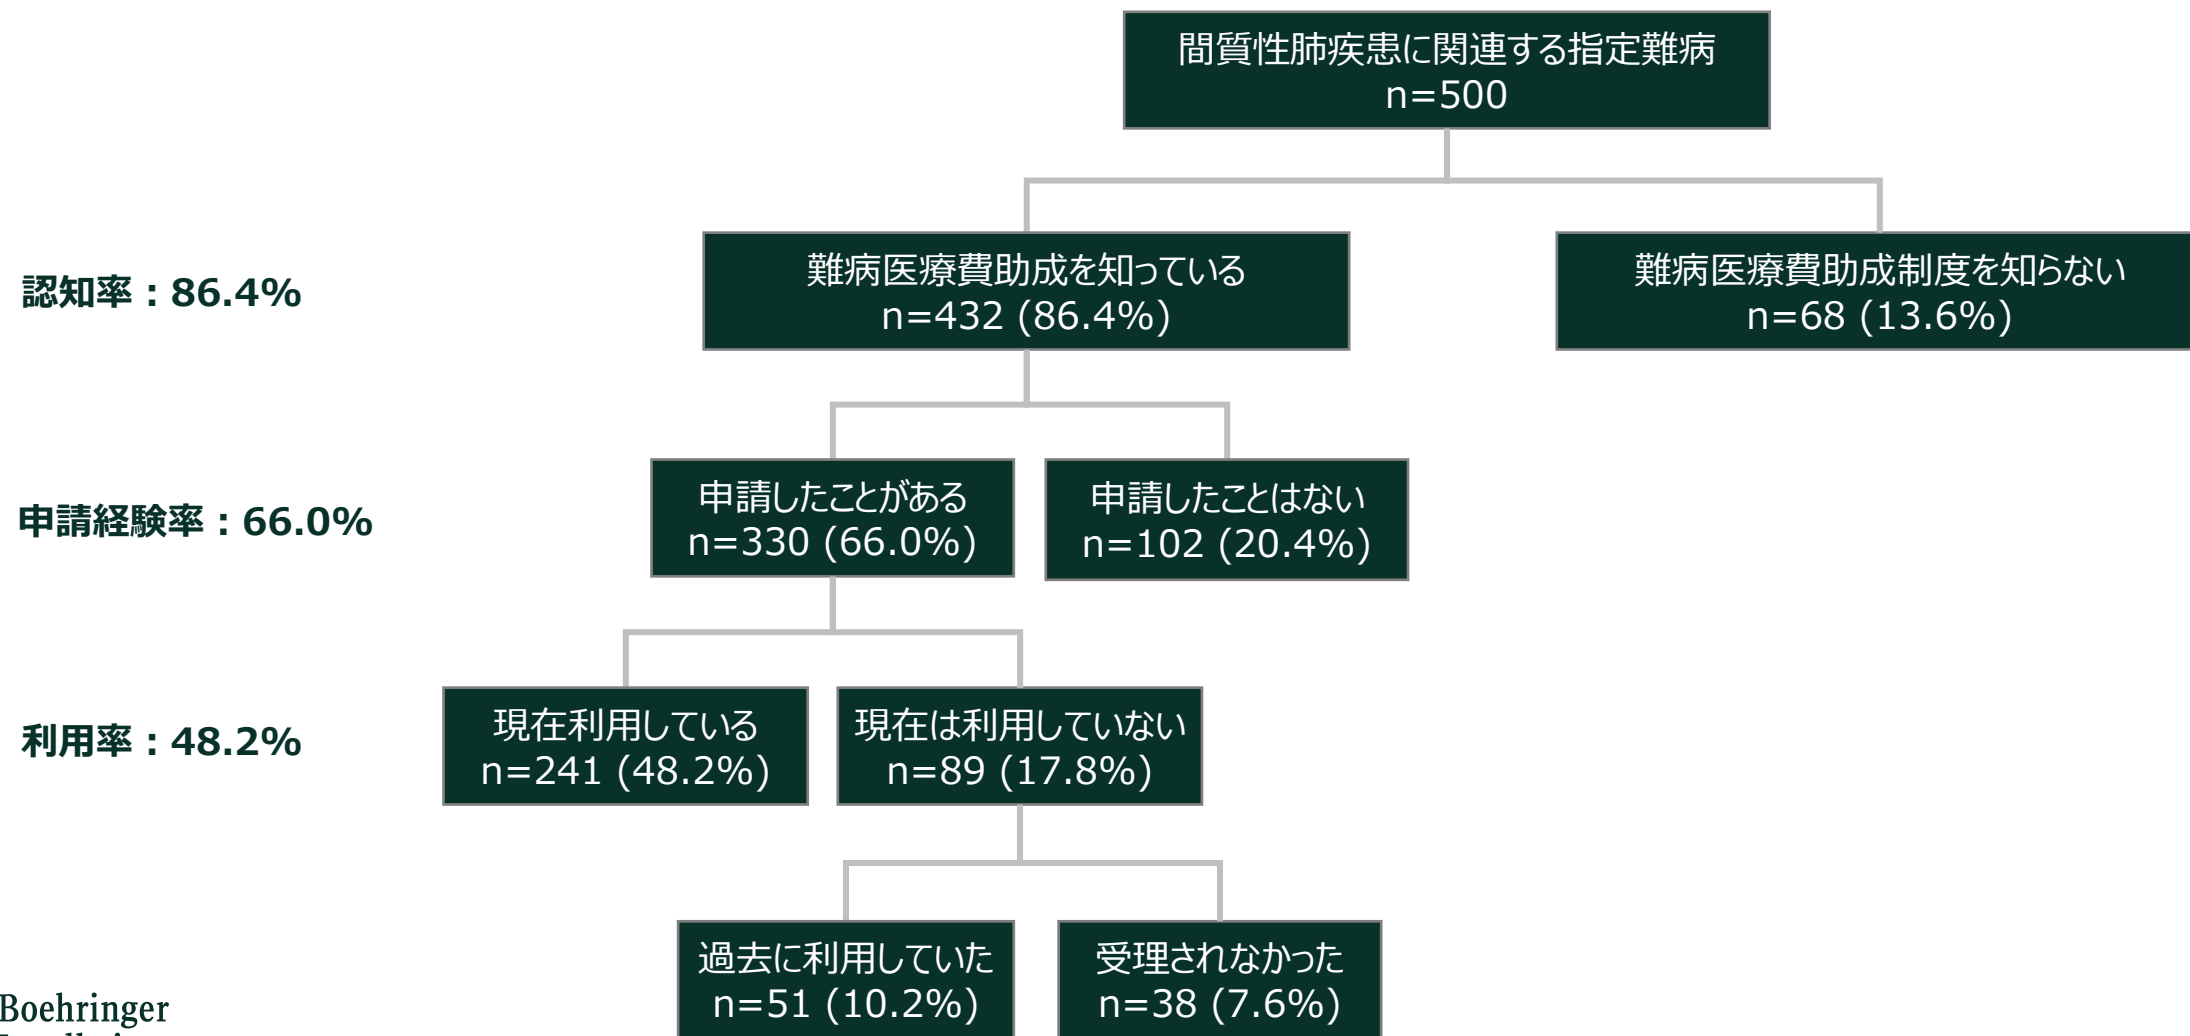 間質性肺疾患に関連する指定難病
n=500
認知率：86.4%
難病医療費助成を知っている
n=432 (86.4%)
難病医療費助成制度を知らない
n=68 (13.6%)
申請経験率：66.0%
申請したことがある
n=330 (66.0%)
申請したことはない
n=102 (20.4%)
利用率：48.2%
現在利用している
n=241 (48.2%)
現在は利用していない
n=89 (17.8%)
過去に利用していた
n=51 (10.2%)
受理されなかった
n=38 (7.6%)
Boehringer